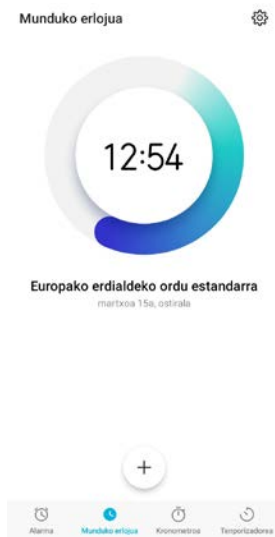 Munduko erlojua
12:54
Europako erdialdeko ordu estandarra
martxoa 15a, ostirala
Alarma
Munduko erlojua
Kronometroa
Tenporizadorea